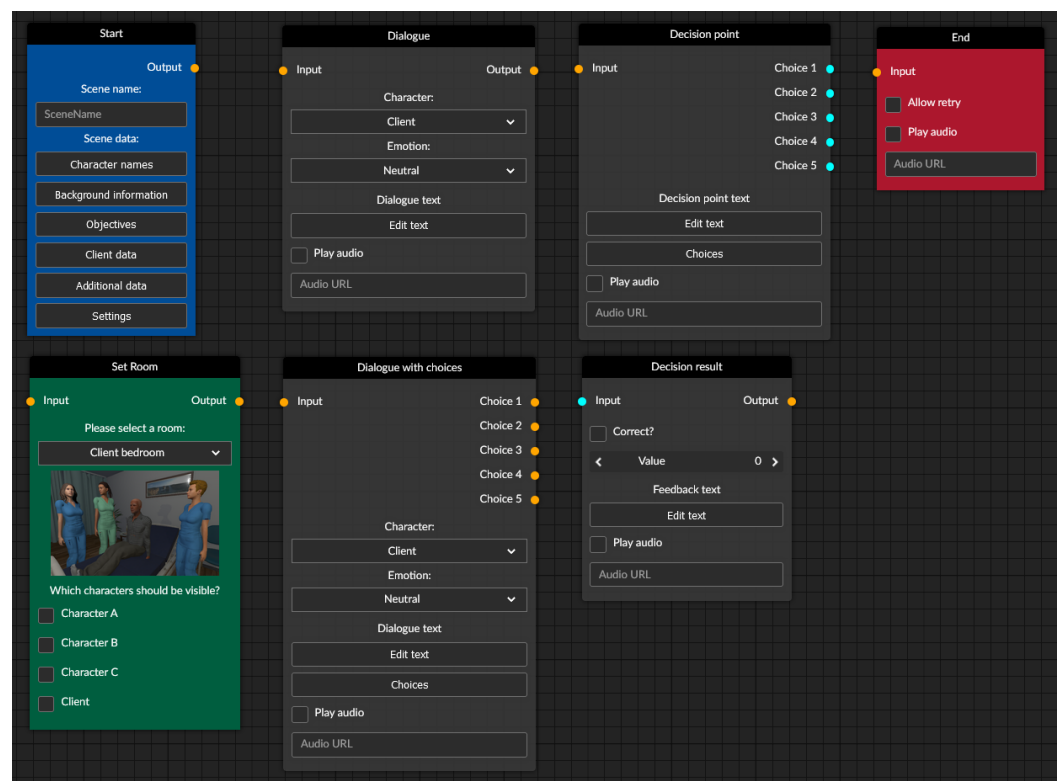 Start
Output
Scene name:
SceneName
Scene data:
Character names
Background information
Objectives
Client data
Additional data
Settings
Dialogue
Input Output
Character:
Client
Emotion:
Neutral
Dialogue text
Edit text
Play audio
Audio URL
Decision point
Input Choice 1
Choice 2
Choice 3
Choice 4
Choice 5
Decision point text
Edit text
Choices
Play audio
Audio URL
End
Input
Allow retry
Play audio
Audio URL
Set Room
Input Output
Please select a room:
Client bedroom
Which characters should be visible?
Character A
Character B
Character C
Client
Dialogue with choices
Input Choice 1
Choice 2
Choice 3
Choice 4
Choice 5
Character:
Client
Emotion:
Neutral
Dialogue text
Edit text
Choices
Play audio
Audio URL
Decision result
Input Output
Correct?
Value 0
Feedback text
Edit text
Play audio
Audio URL